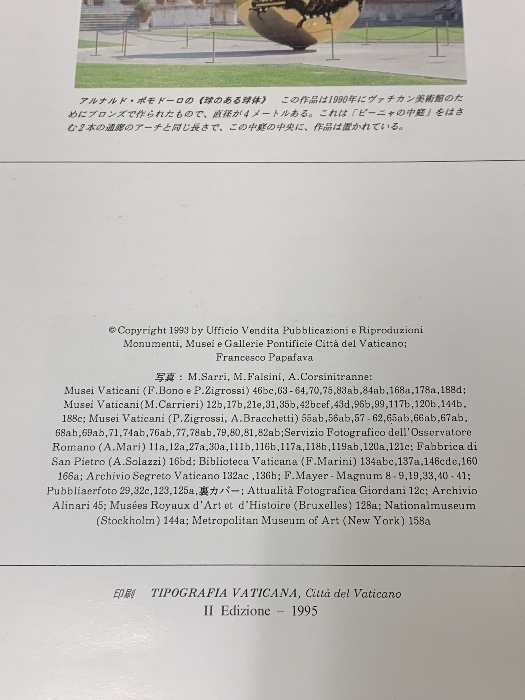 アルナルド・ポモドーロの《球のある球体》　この作品は1990年にヴァチカン美術館のた
めにブロンズで作られたもので、直径が4メートルある。これは「ピーニャの中庭」をはさ
む2本の通廊のアーチと同じ長さで、この中庭の中央に、作品は置かれている。
© Copyright 1993 by Ufficio Vendita Pubblicazioni e Riproduzioni
Monumenti, Musei e Gallerie Pontificie Città del Vaticano;
Francesco Papafava
写真：M.Sarri, M.Falsini, A.Corsinitranne:
Musei Vaticani (F.Bono e P.Zigrossi) 46bc,63-64,70,75,83ab,84ab,168a,178a,188d;
Musei Vaticani(M.Carrieri) 12b,17b,21e,31,35b,42bcef,43d,96b,99,117b,120b,144b,
188c; Musei Vaticani (P.Zigrossi, A.Bracchetti) 55ab,56ab,57-62,65ab,66ab,67ab,
68ab,69ab,71,74ab,76ab,77,78ab,79,80,81,82ab;Servizio Fotografico dell'Osservatore
Romano (A.Mari) 11a,12a,27a,30a,111b,116b,117a,118b,119ab,120a,121c; Fabbrica di
San Pietro (A.Solazzi) 16bd; Biblioteca Vaticana (F.Marini) 134abc,137a,146cde,160
166a; Archivio Segreto Vaticano 132ac ,136b; F.Mayer-Magnum 8-9,19,33,40-41;
Pubbliaerfoto 29,32c,123,125a,裏カバー; Attualità Fotografica Giordani 12c; Archivio
Alinari 45; Musées Royaux d'Art et d'Histoire (Bruxelles) 128a; Nationalmuseum
(Stockholm) 144a; Metropolitan Museum of Art (New York) 158a
印刷　TIPOGRAFIA VATICANA, Città del Vaticano
II Edizione – 1995